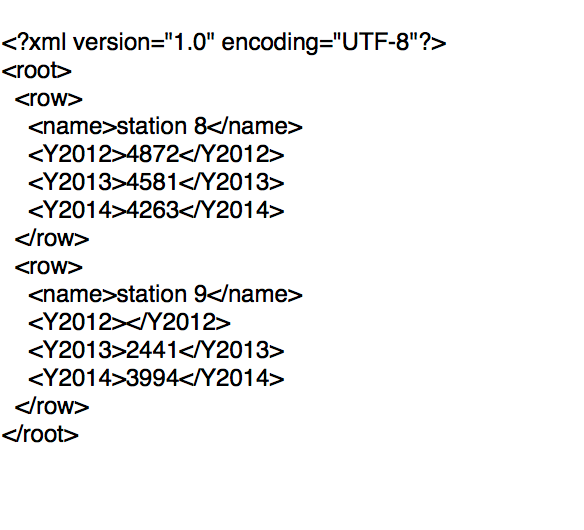 <?xml version="1.0" encoding="UTF-8"?>
<root>
<row>
<name>station 8</name>
<Y2012>4872</Y2012>
<Y2013>4581</Y2013>
<Y2014>4263</Y2014>
</row>
<row>
<name>station 9</name>
<Y2012></Y2012>
<Y2013>2441</Y2013>
<Y2014>3994</Y2014>
</row>
</root>